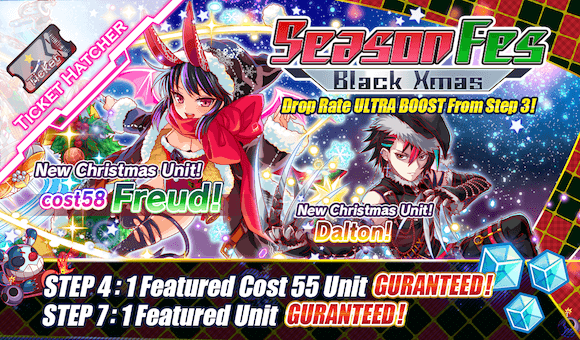 TICKET
TICKET HATCHER
Season Fes
Black Xmas
Drop Rate ULTRA BOOST From Step 3!
New Christmas Unit!
cost58 Freud!
New Christmas Unit!
Dalton!
STEP 4 : 1 Featured Cost 55 Unit GURANTEED!
STEP 7 : 1 Featured Unit GURANTEED!